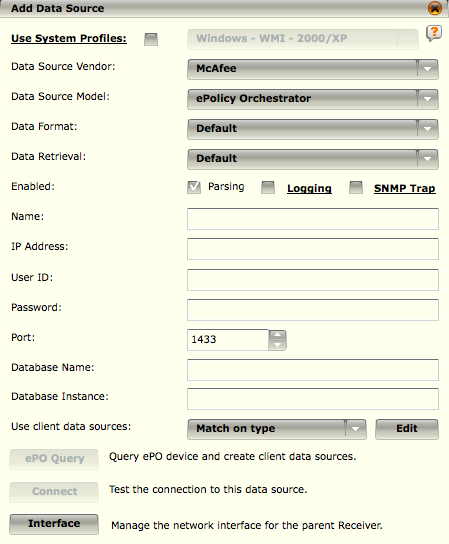 Add Data Source
Use System Profiles: Windows - WMI - 2000/XP ?
Data Source Vendor: McAfee
Data Source Model: ePolicy Orchestrator
Data Format: Default
Data Retrieval: Default
Enabled: Parsing Logging SNMP Trap
Name:
IP Address:
User ID:
Password:
Port: 1433
Database Name:
Database Instance:
Use client data sources: Match on type Edit
ePO Query Query ePO device and create client data sources.
Connect Test the connection to this data source.
Interface Manage the network interface for the parent Receiver.